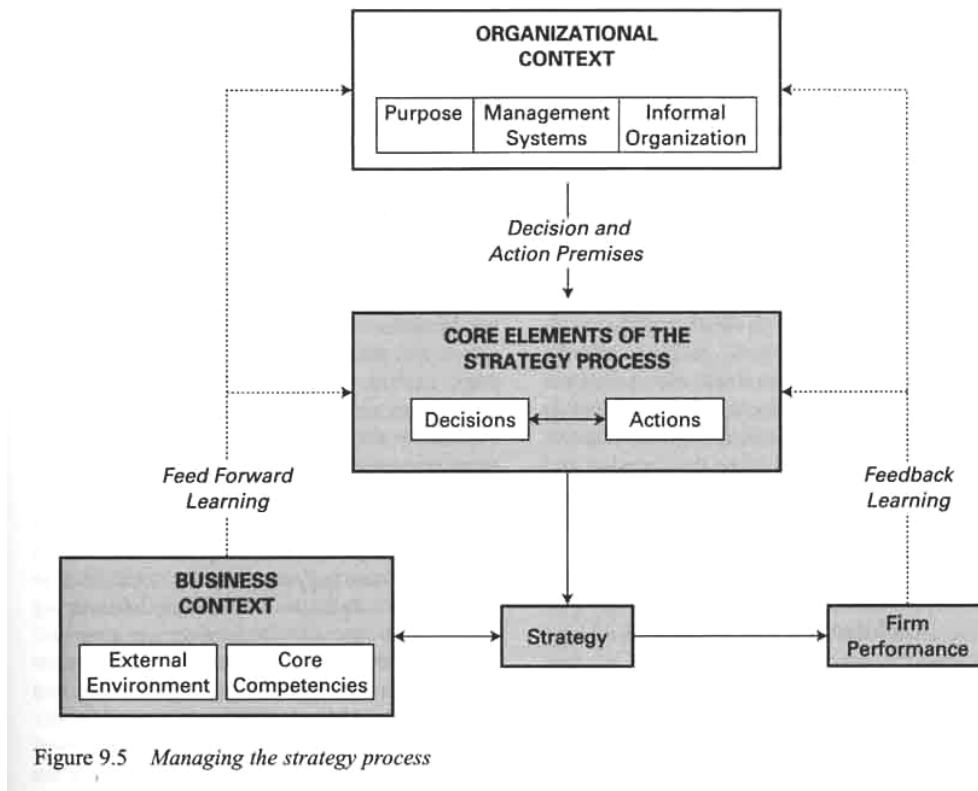 ORGANIZATIONAL
CONTEXT
Purpose
Management
Systems
Informal
Organization
Decision and
Action Premises
CORE ELEMENTS OF THE
STRATEGY PROCESS
Decisions
Actions
Feed Forward
Learning
Feedback
Learning
BUSINESS
CONTEXT
External
Environment
Core
Competencies
Strategy
Firm
Performance
Figure 9.5 Managing the strategy process